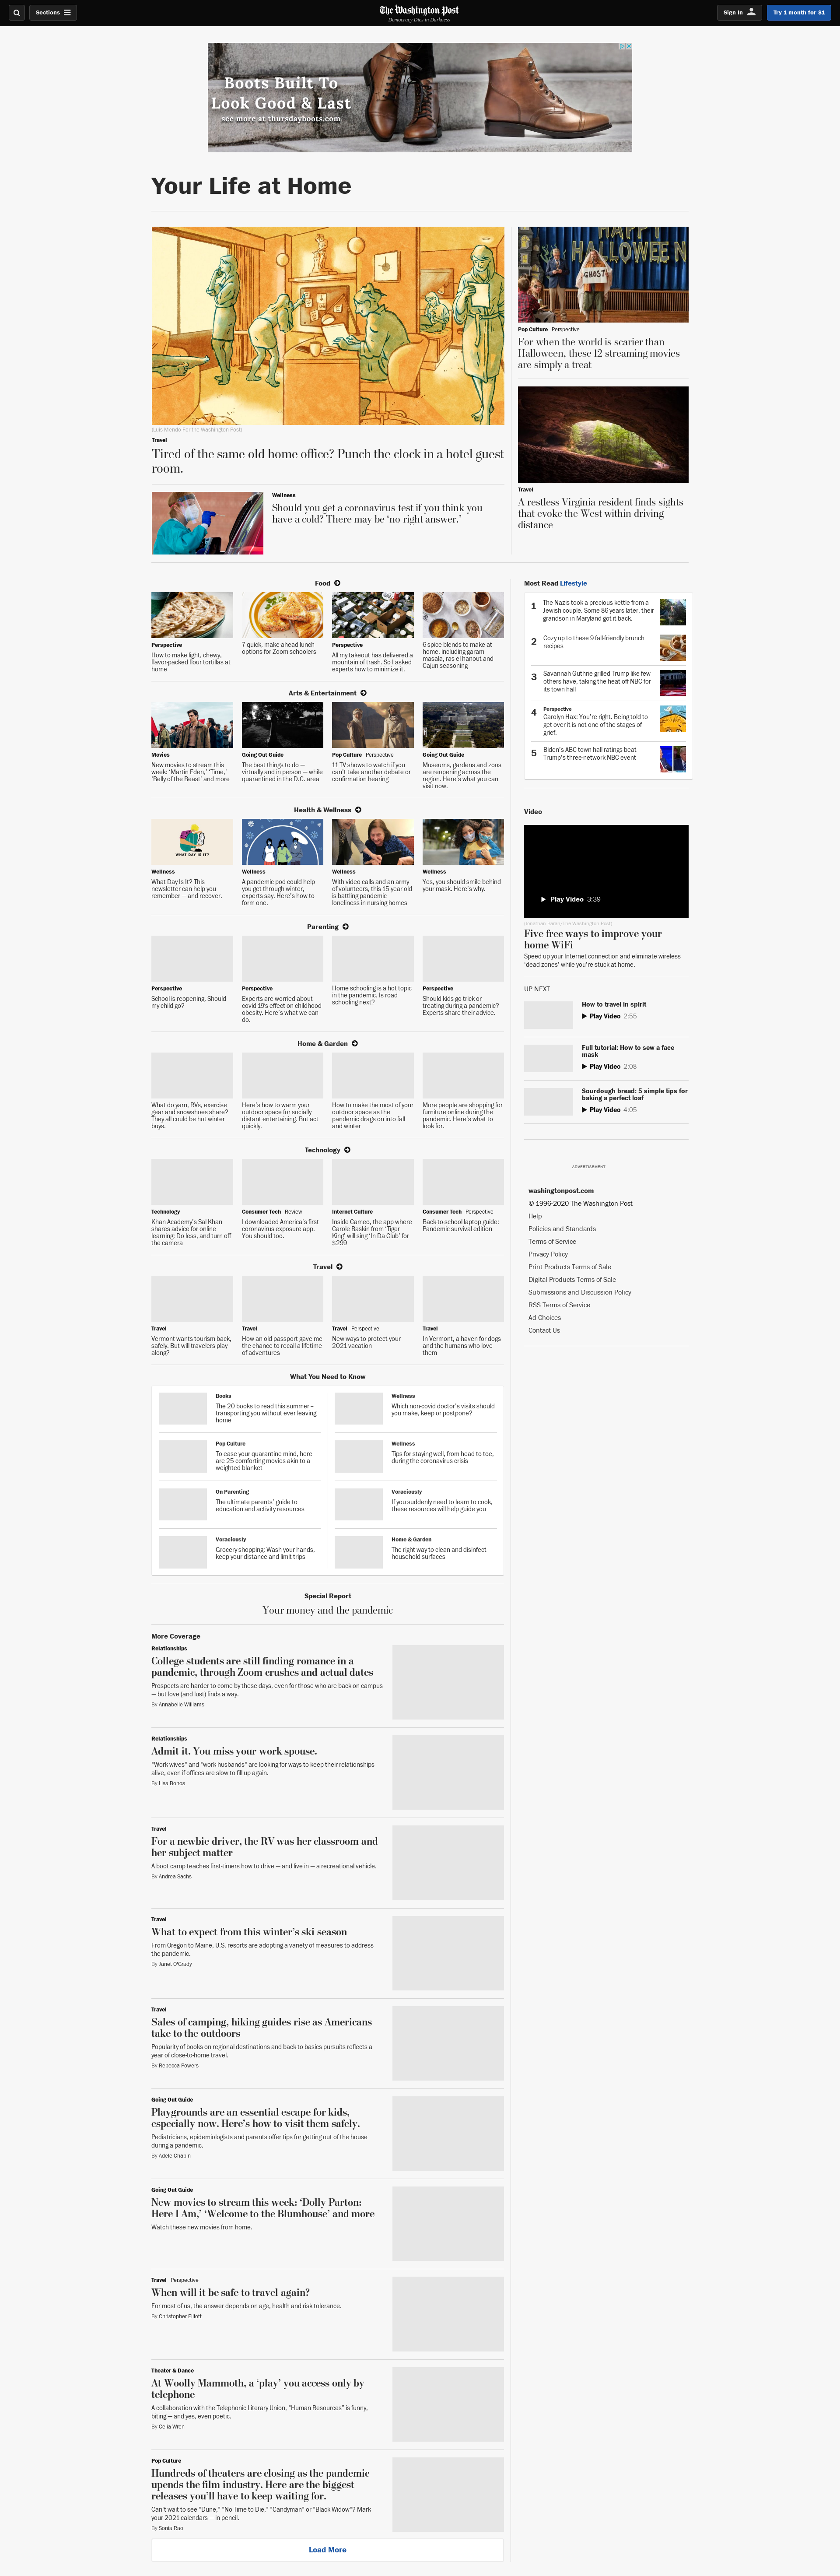 Sections
The Washington Post
Democracy Dies in Darkness
Sign In
Try 1 month for $1
Boots Built To
Look Good & Last
see more at thursdayboots.com
Your Life at Home
(Luis Mendo For the Washington Post)
Travel
Tired of the same old home office? Punch the clock in a hotel guest
room.
Wellness
Should you get a coronavirus test if you think you
have a cold? There may be ‘no right answer.’
HAPPY
HALLOWEEN
GHOST
Pop Culture Perspective
For when the world is scarier than
Halloween, these 12 streaming movies
are simply a treat
Travel
A restless Virginia resident finds sights
that evoke the West within driving
distance
Food
Perspective
How to make light, chewy,
flavor-packed flour tortillas at
home
7 quick, make-ahead lunch
options for Zoom schoolers
Perspective
All my takeout has delivered a
mountain of trash. So I asked
experts how to minimize it.
6 spice blends to make at
home, including garam
masala, ras el hanout and
Cajun seasoning
Arts & Entertainment
Movies
New movies to stream this
week: ‘Martin Eden,’ ‘Time,’
‘Belly of the Beast’ and more
Going Out Guide
The best things to do —
virtually and in person — while
quarantined in the D.C. area
Pop Culture Perspective
11 TV shows to watch if you
can’t take another debate or
confirmation hearing
Going Out Guide
Museums, gardens and zoos
are reopening across the
region. Here’s what you can
visit now.
Health & Wellness
WHAT DAY IS IT?
Wellness
What Day Is It? This
newsletter can help you
remember — and recover.
Wellness
A pandemic pod could help
you get through winter,
experts say. Here’s how to
form one.
Wellness
With video calls and an army
of volunteers, this 15-year-old
is battling pandemic
loneliness in nursing homes
Wellness
Yes, you should smile behind
your mask. Here’s why.
Parenting
Perspective
School is reopening. Should
my child go?
Perspective
Experts are worried about
covid-19’s effect on childhood
obesity. Here’s what we can
do.
Home schooling is a hot topic
in the pandemic. Is road
schooling next?
Perspective
Should kids go trick-or-
treating during a pandemic?
Experts share their advice.
Home & Garden
What do yarn, RVs, exercise
gear and snowshoes share?
They all could be hot winter
buys.
Here’s how to warm your
outdoor space for socially
distant entertaining. But act
quickly.
How to make the most of your
outdoor space as the
pandemic drags on into fall
and winter
More people are shopping for
furniture online during the
pandemic. Here’s what to
look for.
Technology
Technology
Khan Academy’s Sal Khan
shares advice for online
learning: Do less, and turn off
the camera
Consumer Tech Review
I downloaded America’s first
coronavirus exposure app.
You should too.
Internet Culture
Inside Cameo, the app where
Carole Baskin from ‘Tiger
King’ will sing ‘In Da Club’ for
$299
Consumer Tech Perspective
Back-to-school laptop guide:
Pandemic survival edition
Travel
Travel
Vermont wants tourism back,
safely. But will travelers play
along?
Travel
How an old passport gave me
the chance to recall a lifetime
of adventures
Travel Perspective
New ways to protect your
2021 vacation
Travel
In Vermont, a haven for dogs
and the humans who love
them
What You Need to Know
Books
The 20 books to read this summer –
transporting you without ever leaving
home
Wellness
Which non-covid doctor’s visits should
you make, keep or postpone?
Pop Culture
To ease your quarantine mind, here
are 25 comforting movies akin to a
weighted blanket
Wellness
Tips for staying well, from head to toe,
during the coronavirus crisis
On Parenting
The ultimate parents’ guide to
education and activity resources
Voraciously
If you suddenly need to learn to cook,
these resources will help guide you
Voraciously
Grocery shopping: Wash your hands,
keep your distance and limit trips
Home & Garden
The right way to clean and disinfect
household surfaces
Special Report
Your money and the pandemic
More Coverage
Relationships
College students are still finding romance in a
pandemic, through Zoom crushes and actual dates
Prospects are harder to come by these days, even for those who are back on campus
— but love (and lust) finds a way.
By Annabelle Williams
Relationships
Admit it. You miss your work spouse.
"Work wives" and "work husbands" are looking for ways to keep their relationships
alive, even if offices are slow to fill up again.
By Lisa Bonos
Travel
For a newbie driver, the RV was her classroom and
her subject matter
A boot camp teaches first-timers how to drive — and live in — a recreational vehicle.
By Andrea Sachs
Travel
What to expect from this winter’s ski season
From Oregon to Maine, U.S. resorts are adopting a variety of measures to address
the pandemic.
By Janet O'Grady
Travel
Sales of camping, hiking guides rise as Americans
take to the outdoors
Popularity of books on regional destinations and back-to basics pursuits reflects a
year of close-to-home travel.
By Rebecca Powers
Going Out Guide
Playgrounds are an essential escape for kids,
especially now. Here’s how to visit them safely.
Pediatricians, epidemiologists and parents offer tips for getting out of the house
during a pandemic.
By Adele Chapin
Going Out Guide
New movies to stream this week: ‘Dolly Parton:
Here I Am,’ ‘Welcome to the Blumhouse’ and more
Watch these new movies from home.
Travel Perspective
When will it be safe to travel again?
For most of us, the answer depends on age, health and risk tolerance.
By Christopher Elliott
Theater & Dance
At Woolly Mammoth, a ‘play’ you access only by
telephone
A collaboration with the Telephonic Literary Union, “Human Resources” is funny,
biting — and yes, even poetic.
By Celia Wren
Pop Culture
Hundreds of theaters are closing as the pandemic
upends the film industry. Here are the biggest
releases you’ll have to keep waiting for.
Can't wait to see "Dune," "No Time to Die," "Candyman" or "Black Widow"? Mark
your 2021 calendars — in pencil.
By Sonia Rao
Load More
Most Read Lifestyle
1
The Nazis took a precious kettle from a
Jewish couple. Some 86 years later, their
grandson in Maryland got it back.
2
Cozy up to these 9 fall-friendly brunch
recipes
3
Savannah Guthrie grilled Trump like few
others have, taking the heat off NBC for
its town hall
4
Perspective
Carolyn Hax: You’re right. Being told to
get over it is not one of the stages of
grief.
5
Biden’s ABC town hall ratings beat
Trump’s three-network NBC event
Video
Play Video 3:39
(Jonathan Baran/The Washington Post)
Five free ways to improve your
home WiFi
Speed up your Internet connection and eliminate wireless
‘dead zones’ while you’re stuck at home.
UP NEXT
How to travel in spirit
Play Video 2:55
Full tutorial: How to sew a face
mask
Play Video 2:08
Sourdough bread: 5 simple tips for
baking a perfect loaf
Play Video 4:05
ADVERTISEMENT
washingtonpost.com
© 1996-2020 The Washington Post
Help
Policies and Standards
Terms of Service
Privacy Policy
Print Products Terms of Sale
Digital Products Terms of Sale
Submissions and Discussion Policy
RSS Terms of Service
Ad Choices
Contact Us